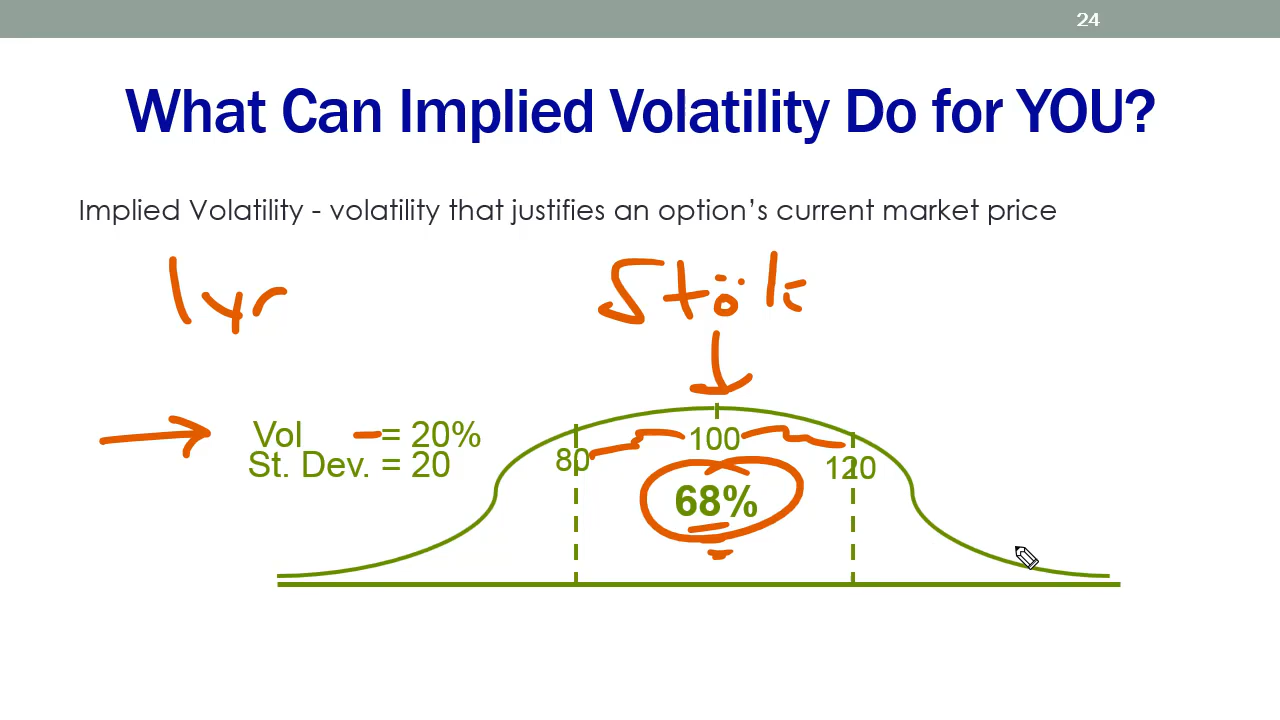 24
What Can Implied Volatility Do for YOU?
Implied Volatility - volatility that justifies an option's current market price
1yr
Stök
Vol = 20%
St. Dev. = 20
80
100
120
68%